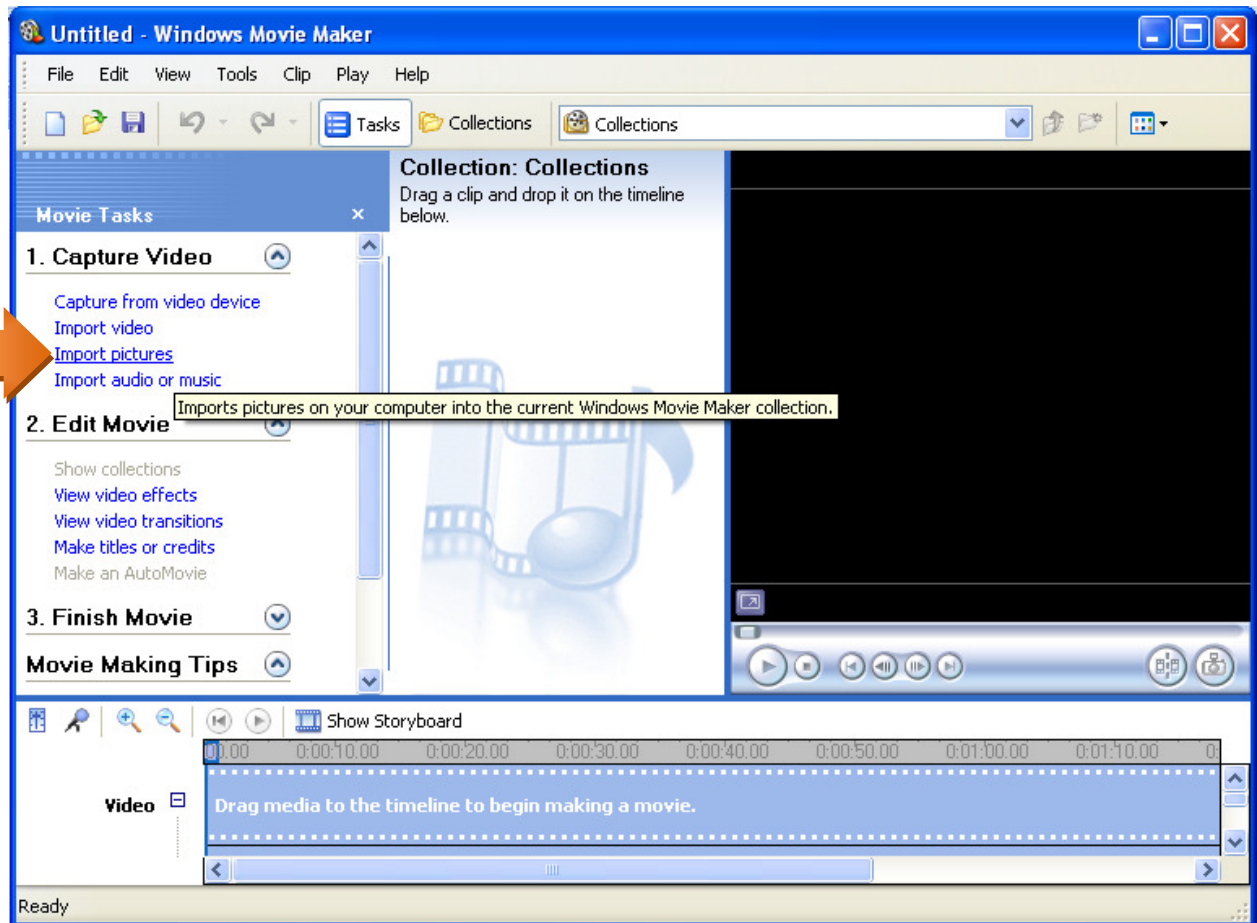 Untitled - Windows Movie Maker
File Edit View Tools Clip Play Help
Tasks Collections Collections
Collection: Collections
Drag a clip and drop it on the timeline
below.
Movie Tasks
1. Capture Video
Capture from video device
Import video
Import pictures
Import audio or music
Imports pictures on your computer into the current Windows Movie Maker collection.
2. Edit Movie
Show collections
View video effects
View video transitions
Make titles or credits
Make an AutoMovie
3. Finish Movie
Movie Making Tips
Show Storyboard
0:00:10.00 0:00:20.00 0:00:30.00 0:00:40.00 0:00:50.00 0:01:00.00 0:01:10.00
Video
Drag media to the timeline to begin making a movie.
Ready